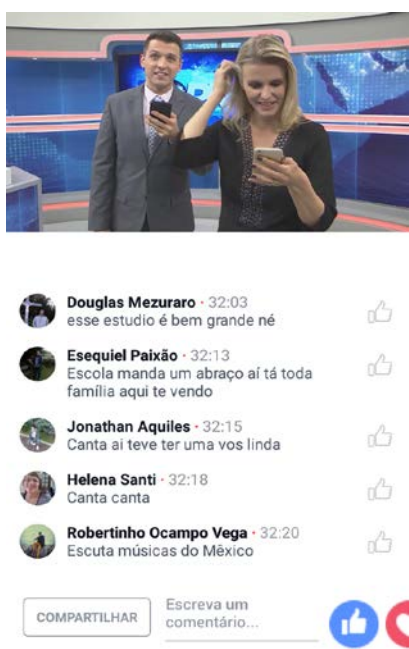 Douglas Mezuraro · 32:03
esse estudio é bem grande né
Esequiel Paixão · 32:13
Escola manda um abraço aí tá toda
família aqui te vendo
Jonathan Aquiles · 32:15
Canta ai teve ter uma vos linda
Helena Santi · 32:18
Canta canta
Robertinho Ocampo Vega · 32:20
Escuta músicas do México
COMPARTILHAR
Escreva um
comentário...